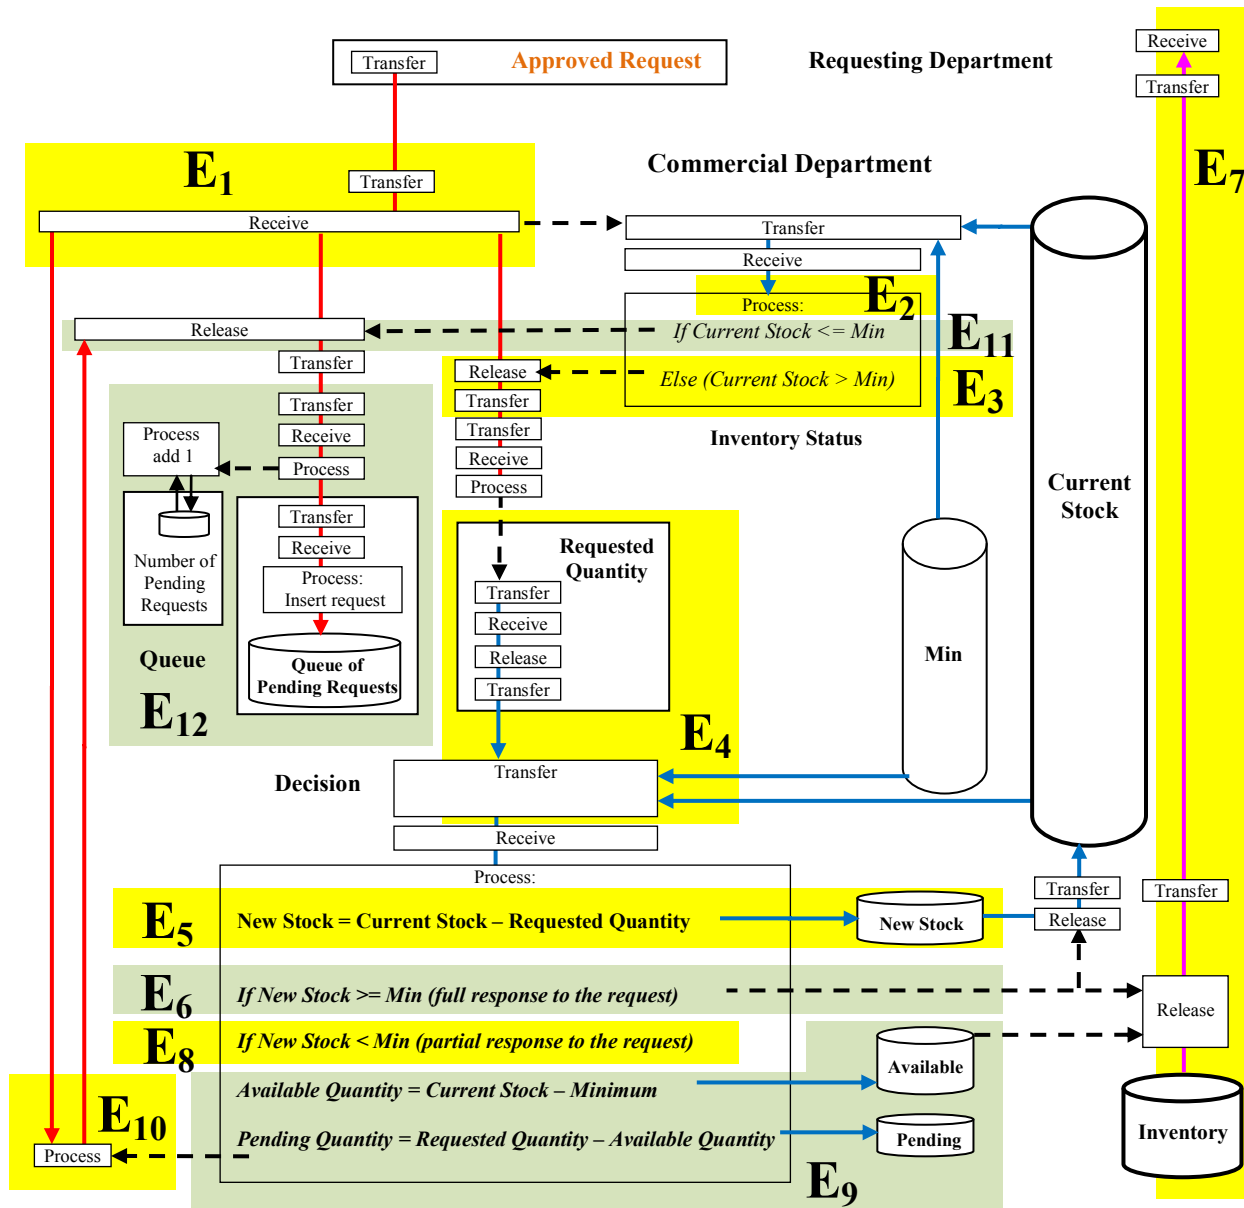 Receive
Transfer
Approved Request
Requesting Department
Transfer
E1
Transfer
Commercial Department
E7
Receive
Transfer
Receive
Process:
E2
Release
If Current Stock <= Min
E11
Transfer
Release
Else (Current Stock > Min)
E3
Transfer
Transfer
Receive
Process
Process
add 1
Transfer
Receive
Process
Inventory Status
Current
Stock
Transfer
Receive
Process:
Insert request
Number of
Pending
Requests
Queue
Queue of
Pending Requests
E12
Requested
Quantity
Transfer
Receive
Release
Transfer
Min
E4
Decision
Transfer
Receive
Process:
E5
New Stock = Current Stock – Requested Quantity
New Stock
Transfer
Release
Transfer
E6
If New Stock >= Min (full response to the request)
Release
E8
If New Stock < Min (partial response to the request)
Available Quantity = Current Stock – Minimum
Available
E10
Pending Quantity = Requested Quantity – Available Quantity
Pending
Inventory
Process
E9